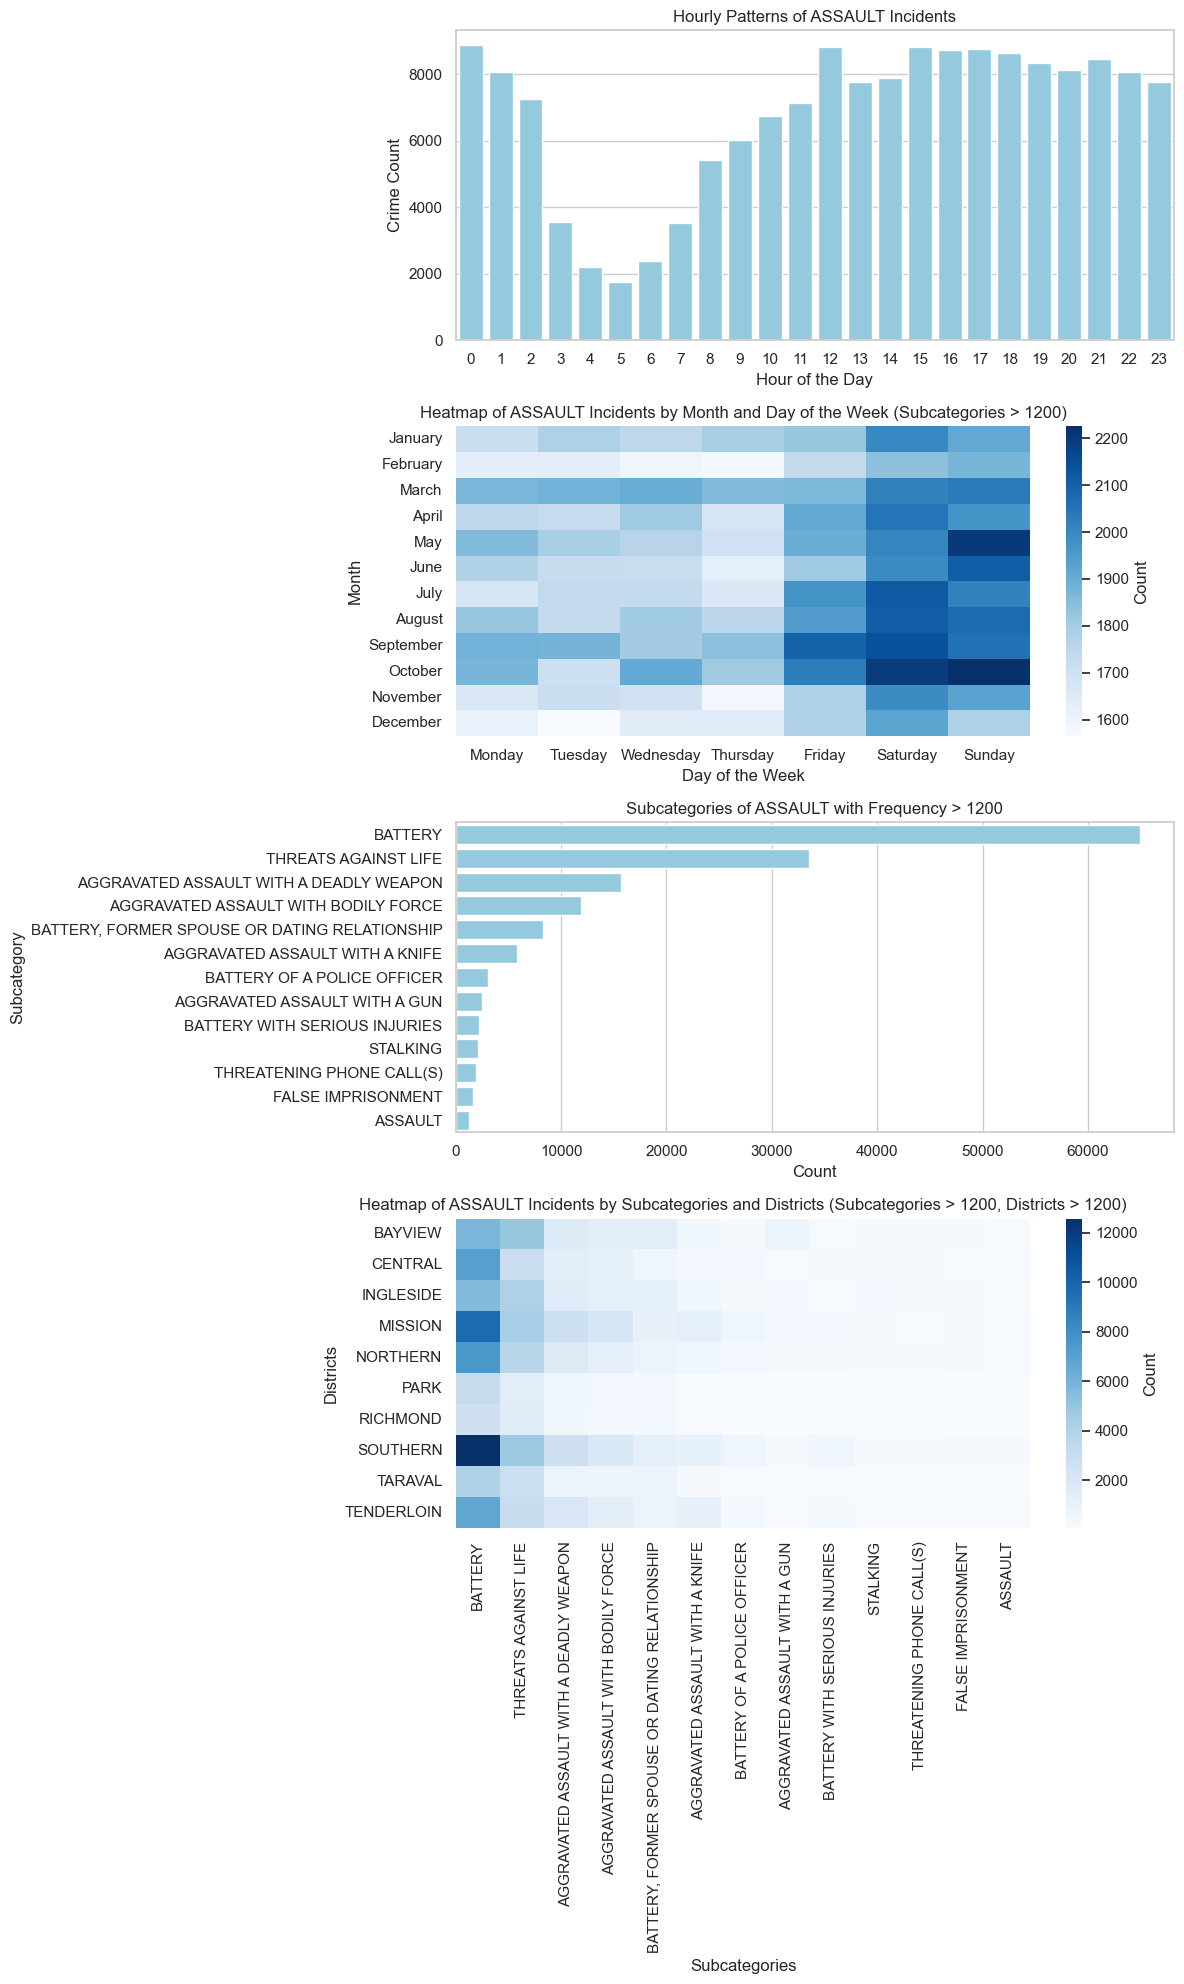 Hourly Patterns of ASSAULT Incidents
Crime Count
8000
6000
4000
2000
0
0 1 2 3 4 5 6 7 8 9 10 11 12 13 14 15 16 17 18 19 20 21 22 23
Hour of the Day
Heatmap of ASSAULT Incidents by Month and Day of the Week (Subcategories > 1200)
Month
January
February
March
April
May
June
July
August
September
October
November
December
Monday Tuesday Wednesday Thursday Friday Saturday Sunday
Day of the Week
2200
2100
2000
1900
1800
1700
1600
Count
Subcategories of ASSAULT with Frequency > 1200
Subcategory
BATTERY
THREATS AGAINST LIFE
AGGRAVATED ASSAULT WITH A DEADLY WEAPON
AGGRAVATED ASSAULT WITH BODILY FORCE
BATTERY, FORMER SPOUSE OR DATING RELATIONSHIP
AGGRAVATED ASSAULT WITH A KNIFE
BATTERY OF A POLICE OFFICER
AGGRAVATED ASSAULT WITH A GUN
BATTERY WITH SERIOUS INJURIES
STALKING
THREATENING PHONE CALL(S)
FALSE IMPRISONMENT
ASSAULT
0 10000 20000 30000 40000 50000 60000
Count
Heatmap of ASSAULT Incidents by Subcategories and Districts (Subcategories > 1200, Districts > 1200)
Districts
BAYVIEW
CENTRAL
INGLESIDE
MISSION
NORTHERN
PARK
RICHMOND
SOUTHERN
TARAVAL
TENDERLOIN
12000
10000
8000
6000
4000
2000
Count
BATTERY
THREATS AGAINST LIFE
AGGRAVATED ASSAULT WITH A DEADLY WEAPON
AGGRAVATED ASSAULT WITH BODILY FORCE
BATTERY, FORMER SPOUSE OR DATING RELATIONSHIP
AGGRAVATED ASSAULT WITH A KNIFE
BATTERY OF A POLICE OFFICER
AGGRAVATED ASSAULT WITH A GUN
BATTERY WITH SERIOUS INJURIES
STALKING
THREATENING PHONE CALL(S)
FALSE IMPRISONMENT
ASSAULT
Subcategories